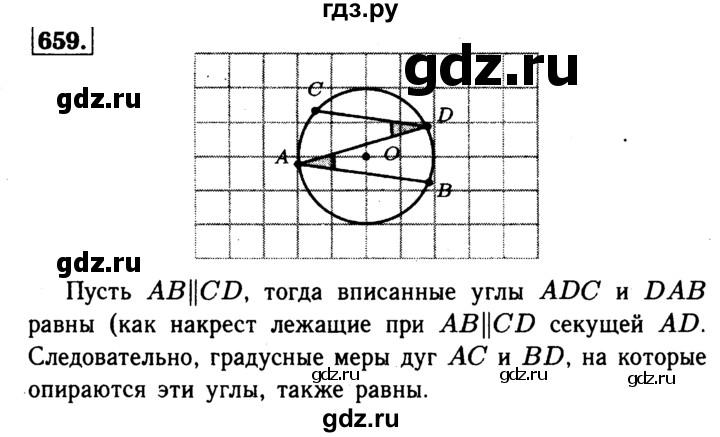 гдз.ру
659.
gdz.ru
gdz.ru
C
D
A
O
B
gdz.ru
Пусть AB||CD, тогда вписанные углы ADC и DAB
равны (как накрест лежащие при AB||CD секущей AD.
Следовательно, градусные меры дуг AC и BD, на которые
опираются эти углы, также равны.
gdz.ru
gdz.ru
gdz.ru